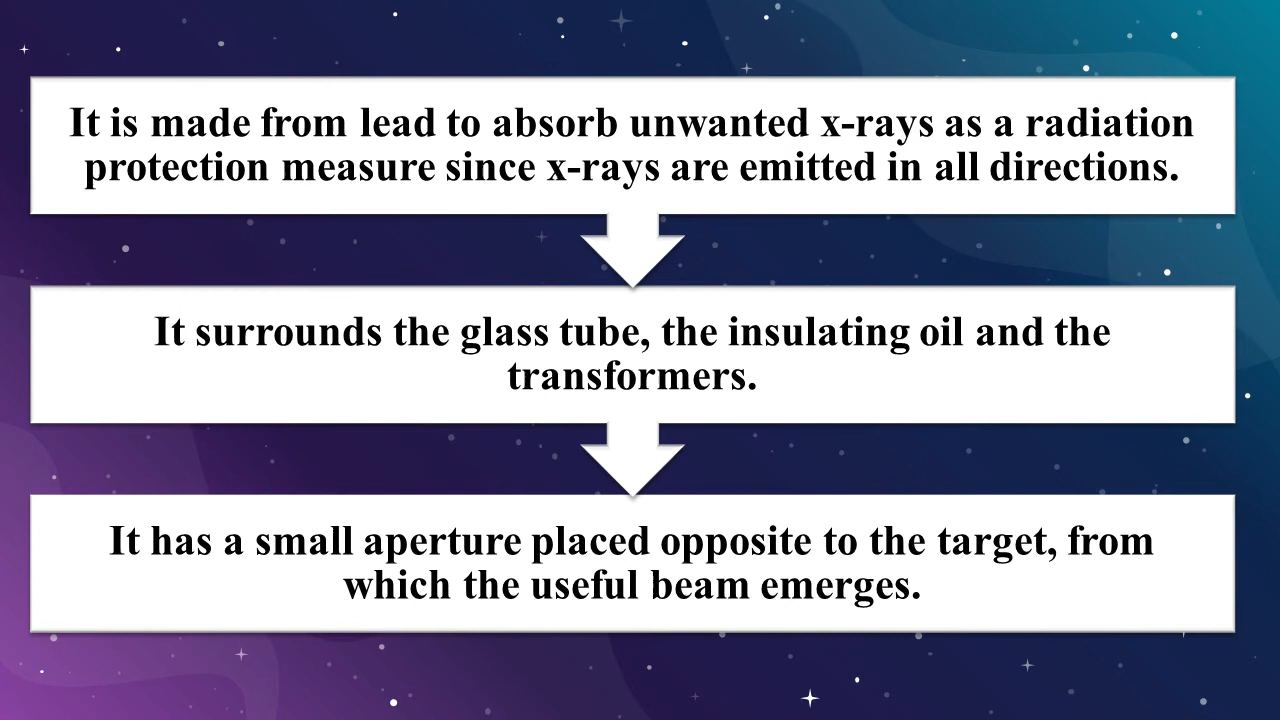 It is made from lead to absorb unwanted x-rays as a radiation
protection measure since x-rays are emitted in all directions.
It surrounds the glass tube, the insulating oil and the
transformers.
It has a small aperture placed opposite to the target, from
which the useful beam emerges.